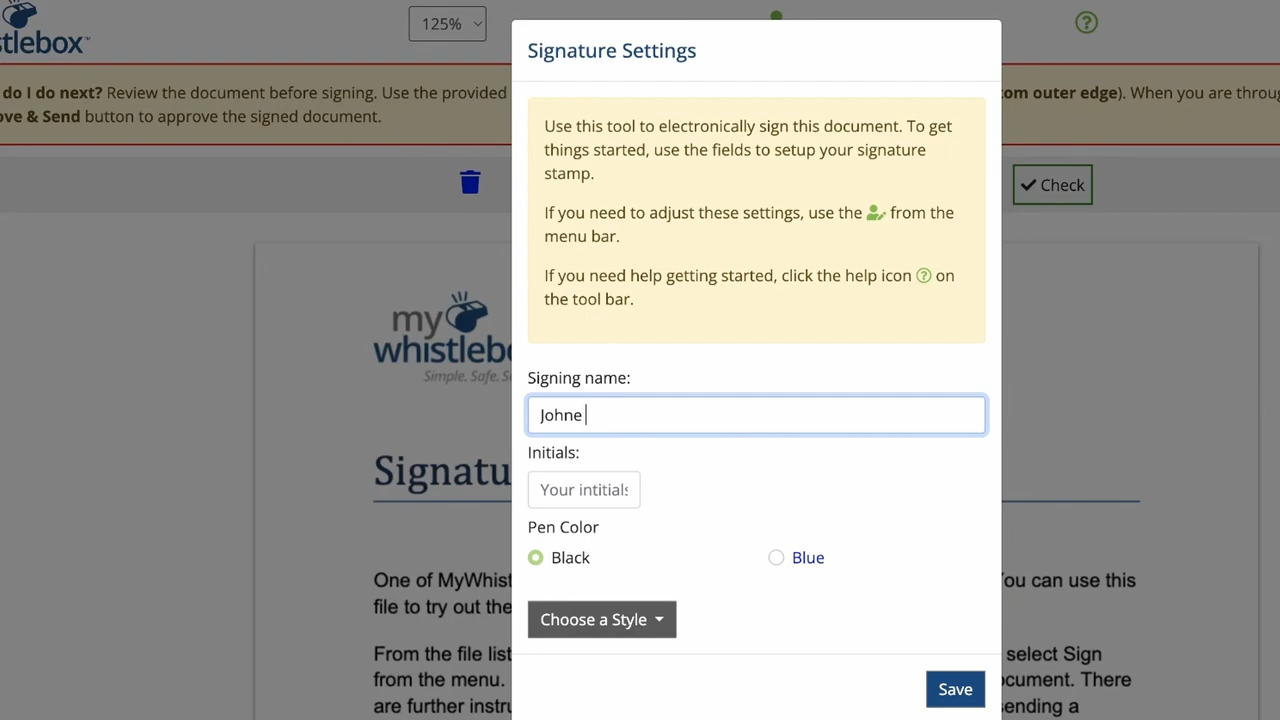 tlebox™
125%
Signature Settings
do I do next? Review the document before signing. Use the provided
om outer edge). When you are throu
ve & Send button to approve the signed document.
Use this tool to electronically sign this document. To get
things started, use the fields to setup your signature
stamp.
If you need to adjust these settings, use the from the
menu bar.
If you need help getting started, click the help icon ? on
the tool bar.
Check
my
whistlebo
Simple. Safe. S
Signing name:
Johne
Initials:
Your intitials
Pen Color
Black
Blue
Choose a Style
Save
Signatu
One of MyWhist
ou can use this
file to try out the
From the file list
select Sign
from the menu.
ocument. There
are further instru
sending a